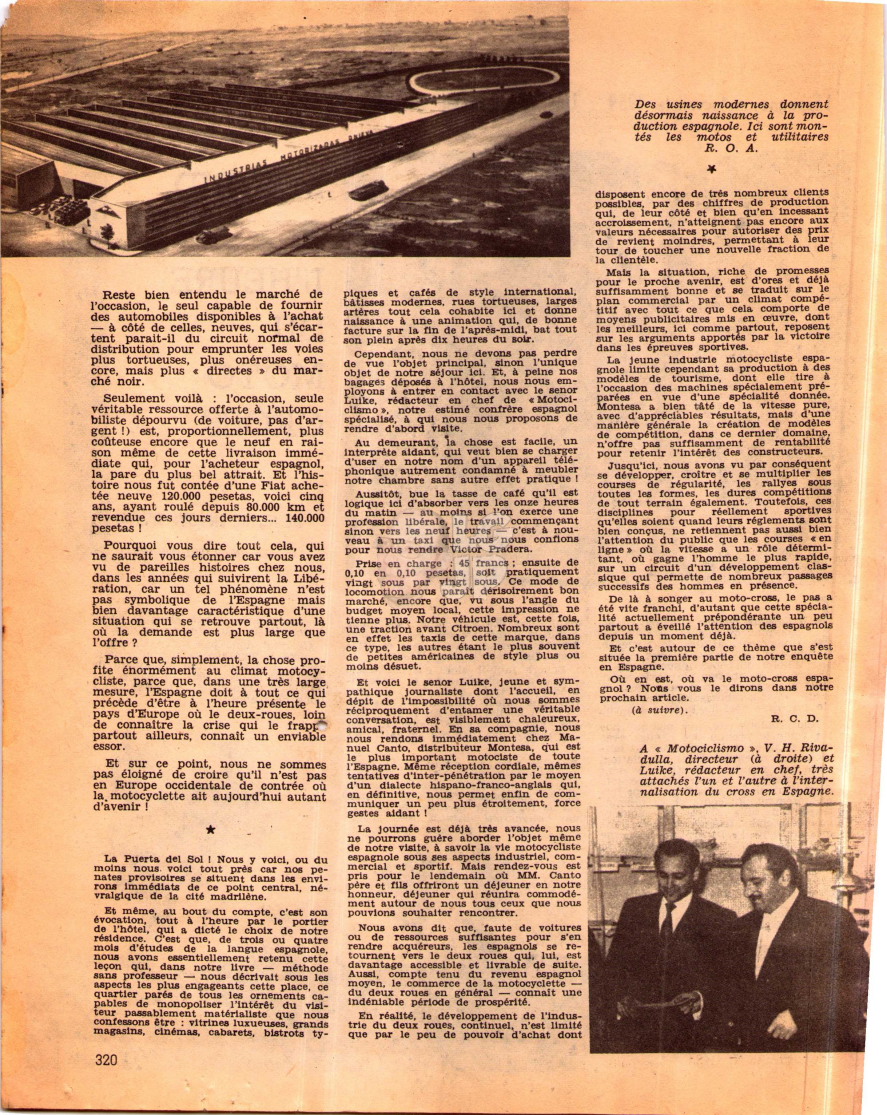 INDUSTRIAS MOTORIZADAS ONIEVA
Des usines modernes donnent
désormais naissance à la pro-
duction espagnole. Ici sont mon-
tés les motos et utilitaires
R. O. A.
★
Reste bien entendu le marché de
l'occasion, le seul capable de fournir
des automobiles disponibles à l'achat
— à côté de celles, neuves, qui s'écar-
tent parait-il du circuit normal de
distribution pour emprunter les voies
plus tortueuses, plus onéreuses en-
core, mais plus « directes » du mar-
ché noir.
Seulement voilà : l'occasion, seule
véritable ressource offerte à l'automo-
biliste dépourvu (de voiture, pas d'ar-
gent !) est, proportionnellement, plus
coûteuse encore que le neuf en rai-
son même de cette livraison immé-
diate qui, pour l'acheteur espagnol,
la pare du plus bel attrait. Et l'his-
toire nous fut contée d'une Fiat ache-
tée neuve 120.000 pesetas, voici cinq
ans, ayant roulé depuis 80.000 km et
revendue ces jours derniers... 140.000
pesetas !
Pourquoi vous dire tout cela, qui
ne saurait vous étonner car vous avez
vu de pareilles histoires chez nous,
dans les années qui suivirent la Libé-
ration, car un tel phénomène n'est
pas symbolique de l'Espagne mais
bien davantage caractéristique d'une
situation qui se retrouve partout, là
où la demande est plus large que
l'offre ?
Parce que, simplement, la chose pro-
fite énormément au climat motocy-
cliste, parce que, dans une très large
mesure, l'Espagne doit à tout ce qui
précède d'être à l'heure présente le
pays d'Europe où le deux-roues, loin
de connaître la crise qui le frappe
partout ailleurs, connaît un enviable
essor.
Et sur ce point, nous ne sommes
pas éloigné de croire qu'il n'est pas
en Europe occidentale de contrée où
la motocyclette ait aujourd'hui autant
d'avenir !
★
La Puerta del Sol ! Nous y voici, ou du
moins nous voici tout près car nos pe-
nates provisoires se situent dans les envi-
rons immédiats de ce point central, né-
vralgique de la cité madrilène.
Et même, au bout du compte, c'est son
évocation, tout à l'heure par le portier
de l'hôtel, qui a dicté le choix de notre
résidence. C'est que, de trois ou quatre
mois d'études de la langue espagnole,
nous avons essentiellement retenu cette
leçon qui, dans notre livre — méthode
sans professeur — nous décrivait sous les
aspects les plus engageants cette place, ce
quartier parés de tous les ornements ca-
pables de monopoliser l'intérêt du visi-
teur passablement matérialiste que nous
confessons être : vitrines luxueuses, grands
magasins, cinémas, cabarets, bistrots ty-
piques et cafés de style international,
bâtisses modernes, rues tortueuses, larges
artères tout cela cohabite ici et donne
naissance à une animation qui, de bonne
facture sur la fin de l'après-midi, bat tout
son plein après dix heures du soir.
Cependant, nous ne devons pas perdre
de vue l'objet principal, sinon l'unique
objet de notre séjour ici. Et, à peine nos
bagages déposés à l'hôtel, nous nous em-
ployons à entrer en contact avec le senor
Luike, rédacteur en chef de « Motoci-
clismo », notre estimé confrère espagnol
spécialisé, à qui nous nous proposons de
rendre d'abord visite.
Au demeurant, la chose est facile, un
interprète aidant, qui veut bien se charger
d'user en notre nom d'un appareil télé-
phonique autrement condamné à meubler
notre chambre sans autre effet pratique !
Aussitôt, bue la tasse de café qu'il est
logique ici d'absorber vers les onze heures
du matin — au moins si l'on exerce une
profession libérale, le travail commençant
sinon vers les neuf heures — c'est à nou-
veau à un taxi que nous nous confions
pour nous rendre Victor Pradera.
Prise en charge : 45 francs ; ensuite de
0,10 en 0,10 pesetas, soit pratiquement
vingt sous par vingt sous. Ce mode de
locomotion nous paraît dérisoirement bon
marché, encore que, vu sous l'angle du
budget moyen local, cette impression ne
tienne plus. Notre véhicule est, cette fois,
une traction avant Citroen. Nombreux sont
en effet les taxis de cette marque, dans
ce type, les autres étant le plus souvent
de petites américaines de style plus ou
moins désuet.
Et voici le senor Luike, jeune et sym-
pathique journaliste dont l'accueil, en
dépit de l'impossibilité où nous sommes
réciproquement d'entamer une véritable
conversation, est visiblement chaleureux,
amical, fraternel. En sa compagnie, nous
nous rendons immédiatement chez Ma-
nuel Canto, distributeur Montesa, qui est
le plus important motociste de toute
l'Espagne. Même réception cordiale, mêmes
tentatives d'inter-pénétration par le moyen
d'un dialecte hispano-franco-anglais qui,
en définitive, nous permet enfin de com-
muniquer un peu plus étroitement, force
gestes aidant !
La journée est déjà très avancée, nous
ne pourrons guère aborder l'objet même
de notre visite, à savoir la vie motocycliste
espagnole sous ses aspects industriel, com-
mercial et sportif. Mais rendez-vous est
pris pour le lendemain où MM. Canto
père et fils offriront un déjeuner en notre
honneur, déjeuner qui réunira commodé-
ment autour de nous tous ceux que nous
pouvions souhaiter rencontrer.
Nous avons dit que, faute de voitures
ou de ressources suffisantes pour s'en
rendre acquéreurs, les espagnols se re-
tournent vers le deux roues qui, lui, est
davantage accessible et livrable de suite.
Aussi, compte tenu du revenu espagnol
moyen, le commerce de la motocyclette —
du deux roues en général — connaît une
indéniable période de prospérité.
En réalité, le développement de l'indus-
trie du deux roues, continuel, n'est limité
que par le peu de pouvoir d'achat dont
disposent encore de très nombreux clients
possibles, par des chiffres de production
qui, de leur côté et bien qu'en incessant
accroissement, n'atteignent pas encore aux
valeurs nécessaires pour autoriser des prix
de revient moindres, permettant à leur
tour de toucher une nouvelle fraction de
la clientèle.
Mais la situation, riche de promesses
pour le proche avenir, est d'ores et déjà
suffisamment bonne et se traduit sur le
plan commercial par un climat compé-
titif avec tout ce que cela comporte de
moyens publicitaires mis en œuvre, dont
les meilleurs, ici comme partout, reposent
sur les arguments apportés par la victoire
dans les épreuves sportives.
La jeune industrie motocycliste espa-
gnole limite cependant sa production à des
modèles de tourisme, dont elle tire à
l'occasion des machines spécialement pré-
parées en vue d'une spécialité donnée.
Montesa a bien tâté de la vitesse pure,
avec d'appréciables résultats, mais d'une
manière générale la création de modèles
de compétition, dans ce dernier domaine,
n'offre pas suffisamment de rentabilité
pour retenir l'intérêt des constructeurs.
Jusqu'ici, nous avons vu par conséquent
se développer, croître et se multiplier les
courses de régularité, les rallyes sous
toutes les formes, les dures compétitions
de tout terrain également. Toutefois, ces
disciplines pour réellement sportives
qu'elles soient quand leurs réglements sont
bien conçus, ne retiennent pas aussi bien
l'attention du public que les courses « en
ligne » où la vitesse a un rôle détermi-
tant, où gagne l'homme le plus rapide,
sur un circuit d'un développement clas-
sique qui permette de nombreux passages
successifs des hommes en présence.
De là à songer au moto-cross, le pas a
été vite franchi, d'autant que cette spécia-
lité actuellement prépondérante un peu
partout a éveillé l'attention des espagnols
depuis un moment déjà.
Et c'est autour de ce thème que s'est
située la première partie de notre enquête
en Espagne.
Où en est, où va le moto-cross espa-
gnol ? Nous vous le dirons dans notre
prochain article.
(à suivre).
R. C. D.
A « Motociclismo », V. H. Riva-
dulla, directeur (à droite) et
Luike, rédacteur en chef, très
attachés l'un et l'autre à l'inter-
nalisation du cross en Espagne.
320